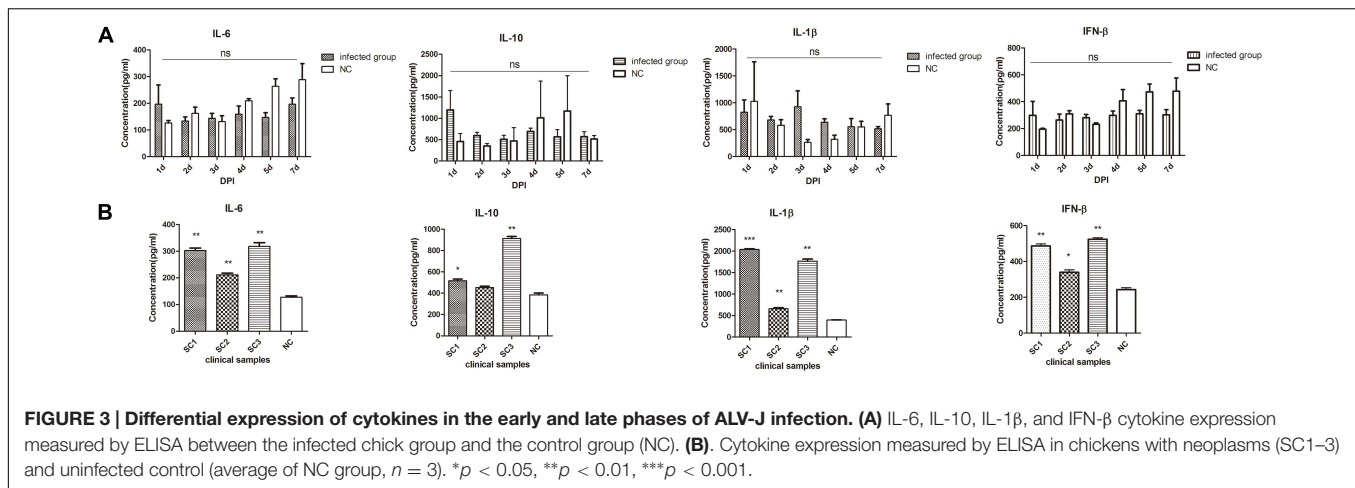 A
IL-6
Concentration(pg/ml)
400
300
200
100
0
ns
1d
2d
3d
4d
5d
7d
DPI
infected group
NC
IL-10
Concentration(pg/ml)
2500
2000
1500
1000
500
0
ns
1d
2d
3d
4d
5d
7d
DPI
infected group
NC
IL-1β
Concentration(pg/ml)
2000
1500
1000
500
0
ns
1d
2d
3d
4d
5d
7d
DPI
infected group
NC
IFN-β
Concentration(pg/ml)
1000
800
600
400
200
0
ns
1d
2d
3d
4d
5d
7d
DPI
infected group
NC
B
IL-6
Concentration(pg/ml)
400
300
200
100
0
**
**
**
SC1
SC2
SC3
NC
clinical samples
IL-10
Concentration(pg/ml)
1000
800
600
400
200
0
*
**
SC1
SC2
SC3
NC
clinical samples
IL-1β
Concentration(pg/ml)
2500
2000
1500
1000
500
0
***
**
**
SC1
SC2
SC3
NC
clinical samples
IFN-β
Concentration(pg/ml)
600
400
200
0
**
*
**
SC1
SC2
SC3
NC
clinical samples
FIGURE 3 | Differential expression of cytokines in the early and late phases of ALV-J infection. (A) IL-6, IL-10, IL-1β, and IFN-β cytokine expression
measured by ELISA between the infected chick group and the control group (NC). (B). Cytokine expression measured by ELISA in chickens with neoplasms (SC1–3)
and uninfected control (average of NC group, n = 3). *p < 0.05, **p < 0.01, ***p < 0.001.